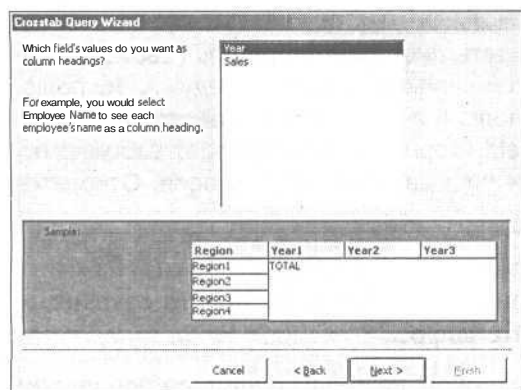 Crosstab Query Wizard
Which field's values do you want as
column headings?
For example, you would select
Employee Name to see each
employee's name as a column heading.
Year
Sales
Sample:
Region Year1 Year2 Year3
Region1 TOTAL
Region2
Region3
Region4
Cancel < Back Next > Finish